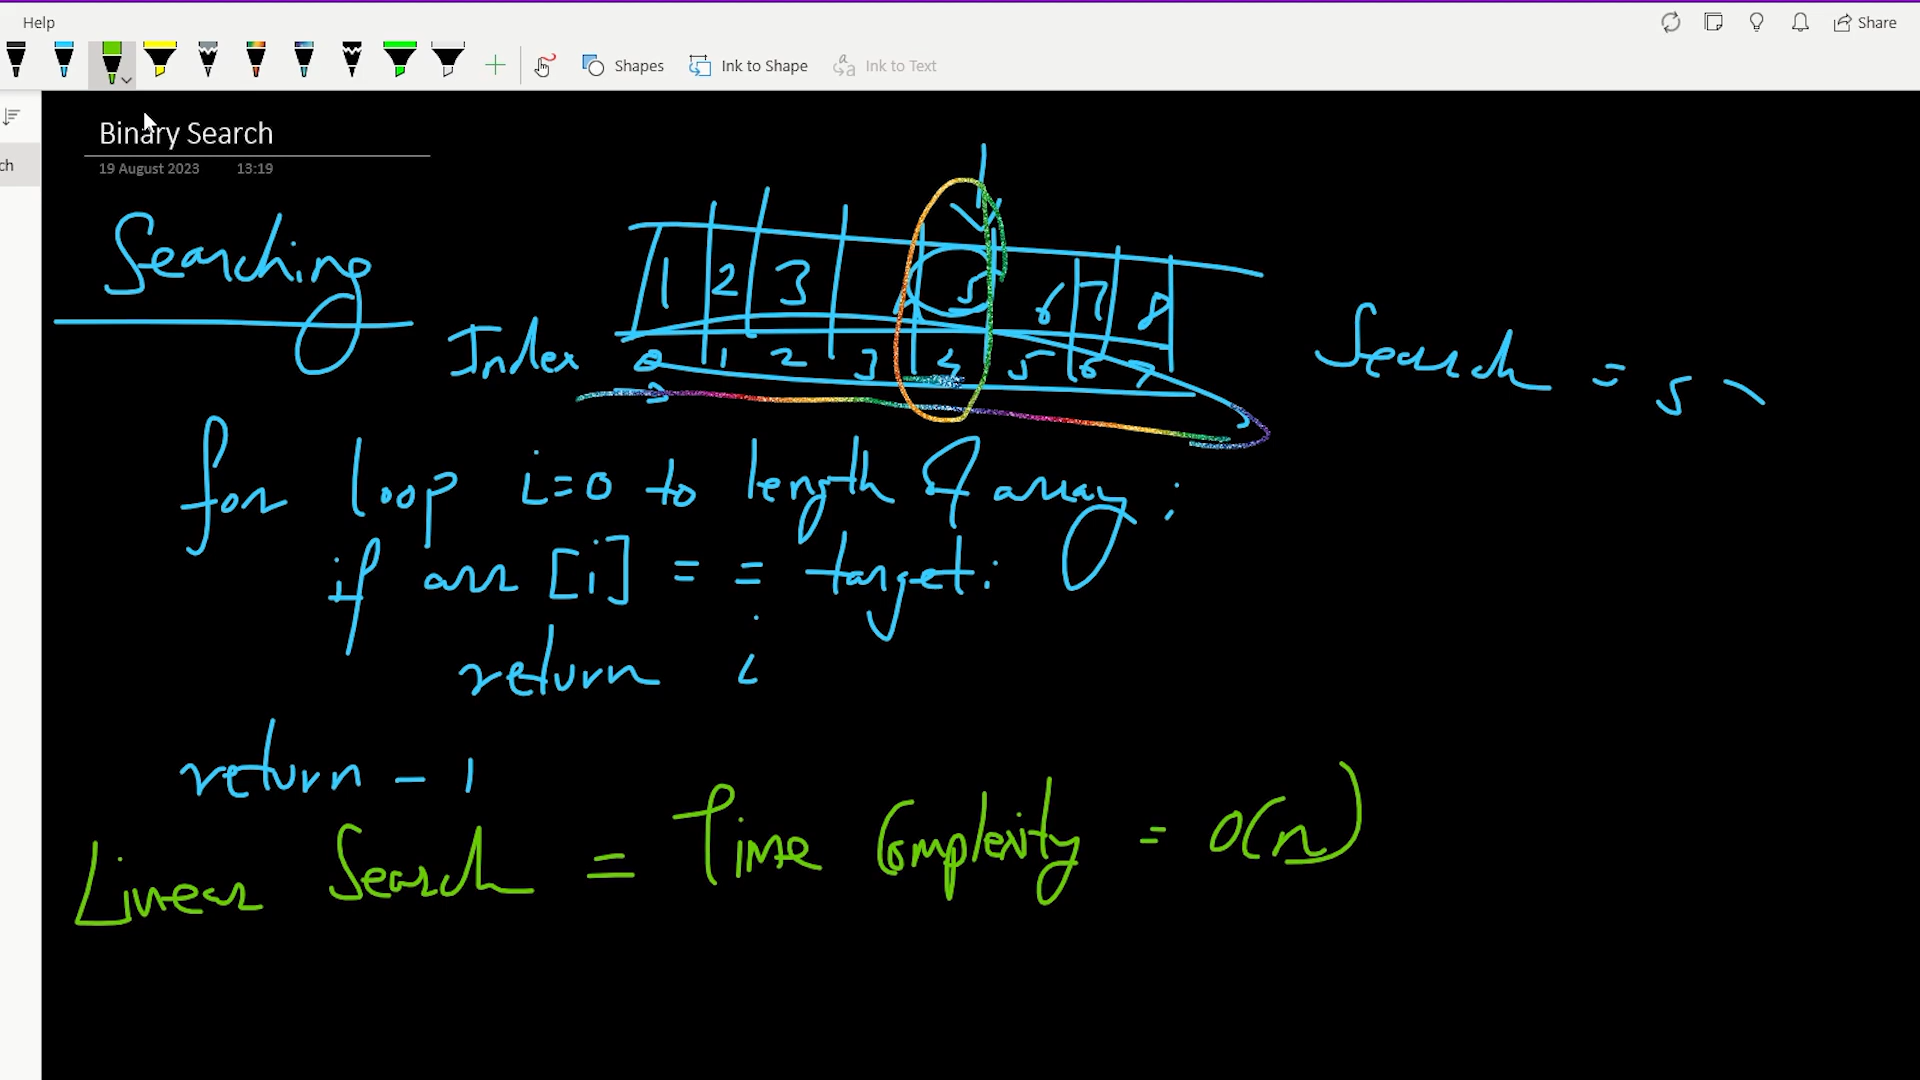 Help
Share
Shapes
Ink to Shape
Ink to Text
ch
Binary Search
19 August 2023 13:19
Searching
1 2 3 5 6 7 8
Index 0 1 2 3 4 5 6 7
Search = 5
for loop i=0 to length of array :
if arr [i] = = target :
return i
return - 1
Linear Search = Time Complexity = O(n)